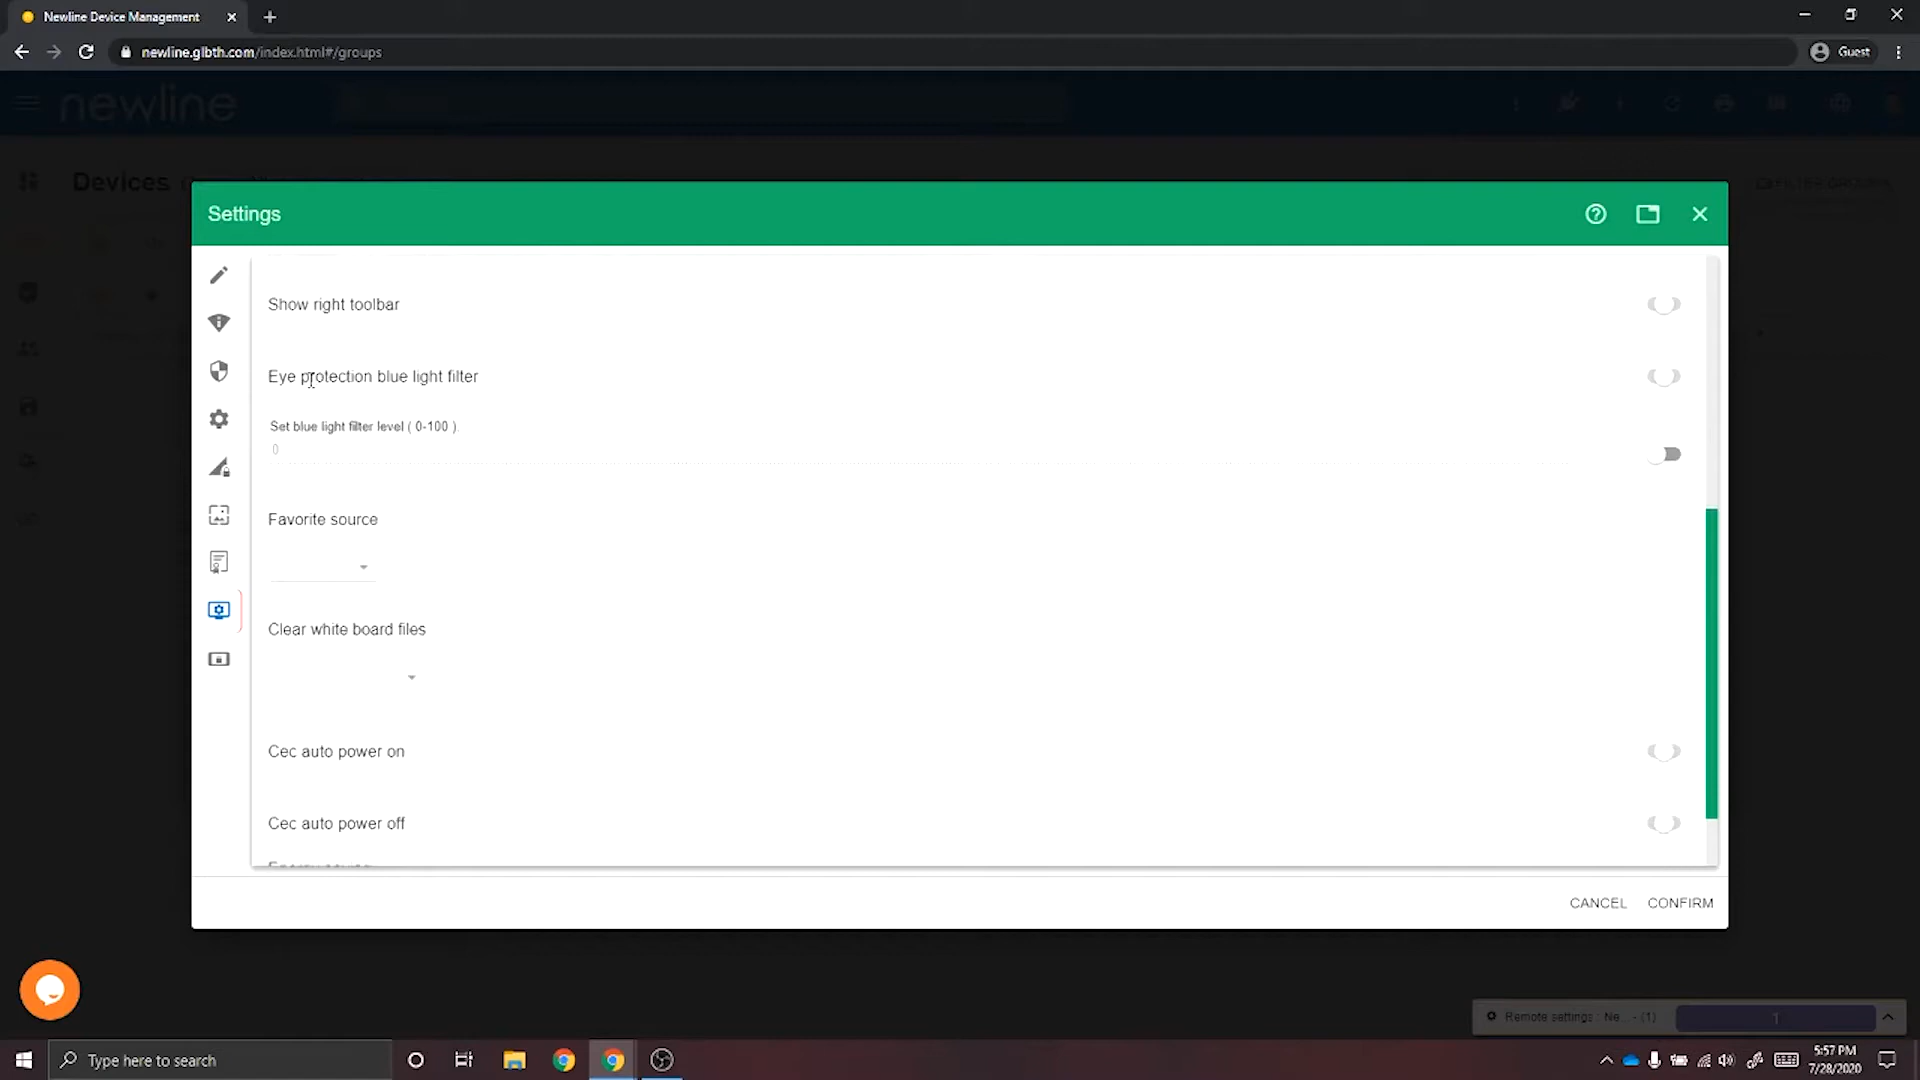 Newline Device Management
newline.glbth.com/index.html#/groups
Guest
newline
Devices
Settings
Show right toolbar
Eye protection blue light filter
Set blue light filter level ( 0-100 )
0
Favorite source
Clear white board files
Cec auto power on
Cec auto power off
CANCEL CONFIRM
Remote settings : Ne... - (1)
1
Type here to search
5:57 PM
7/28/2020